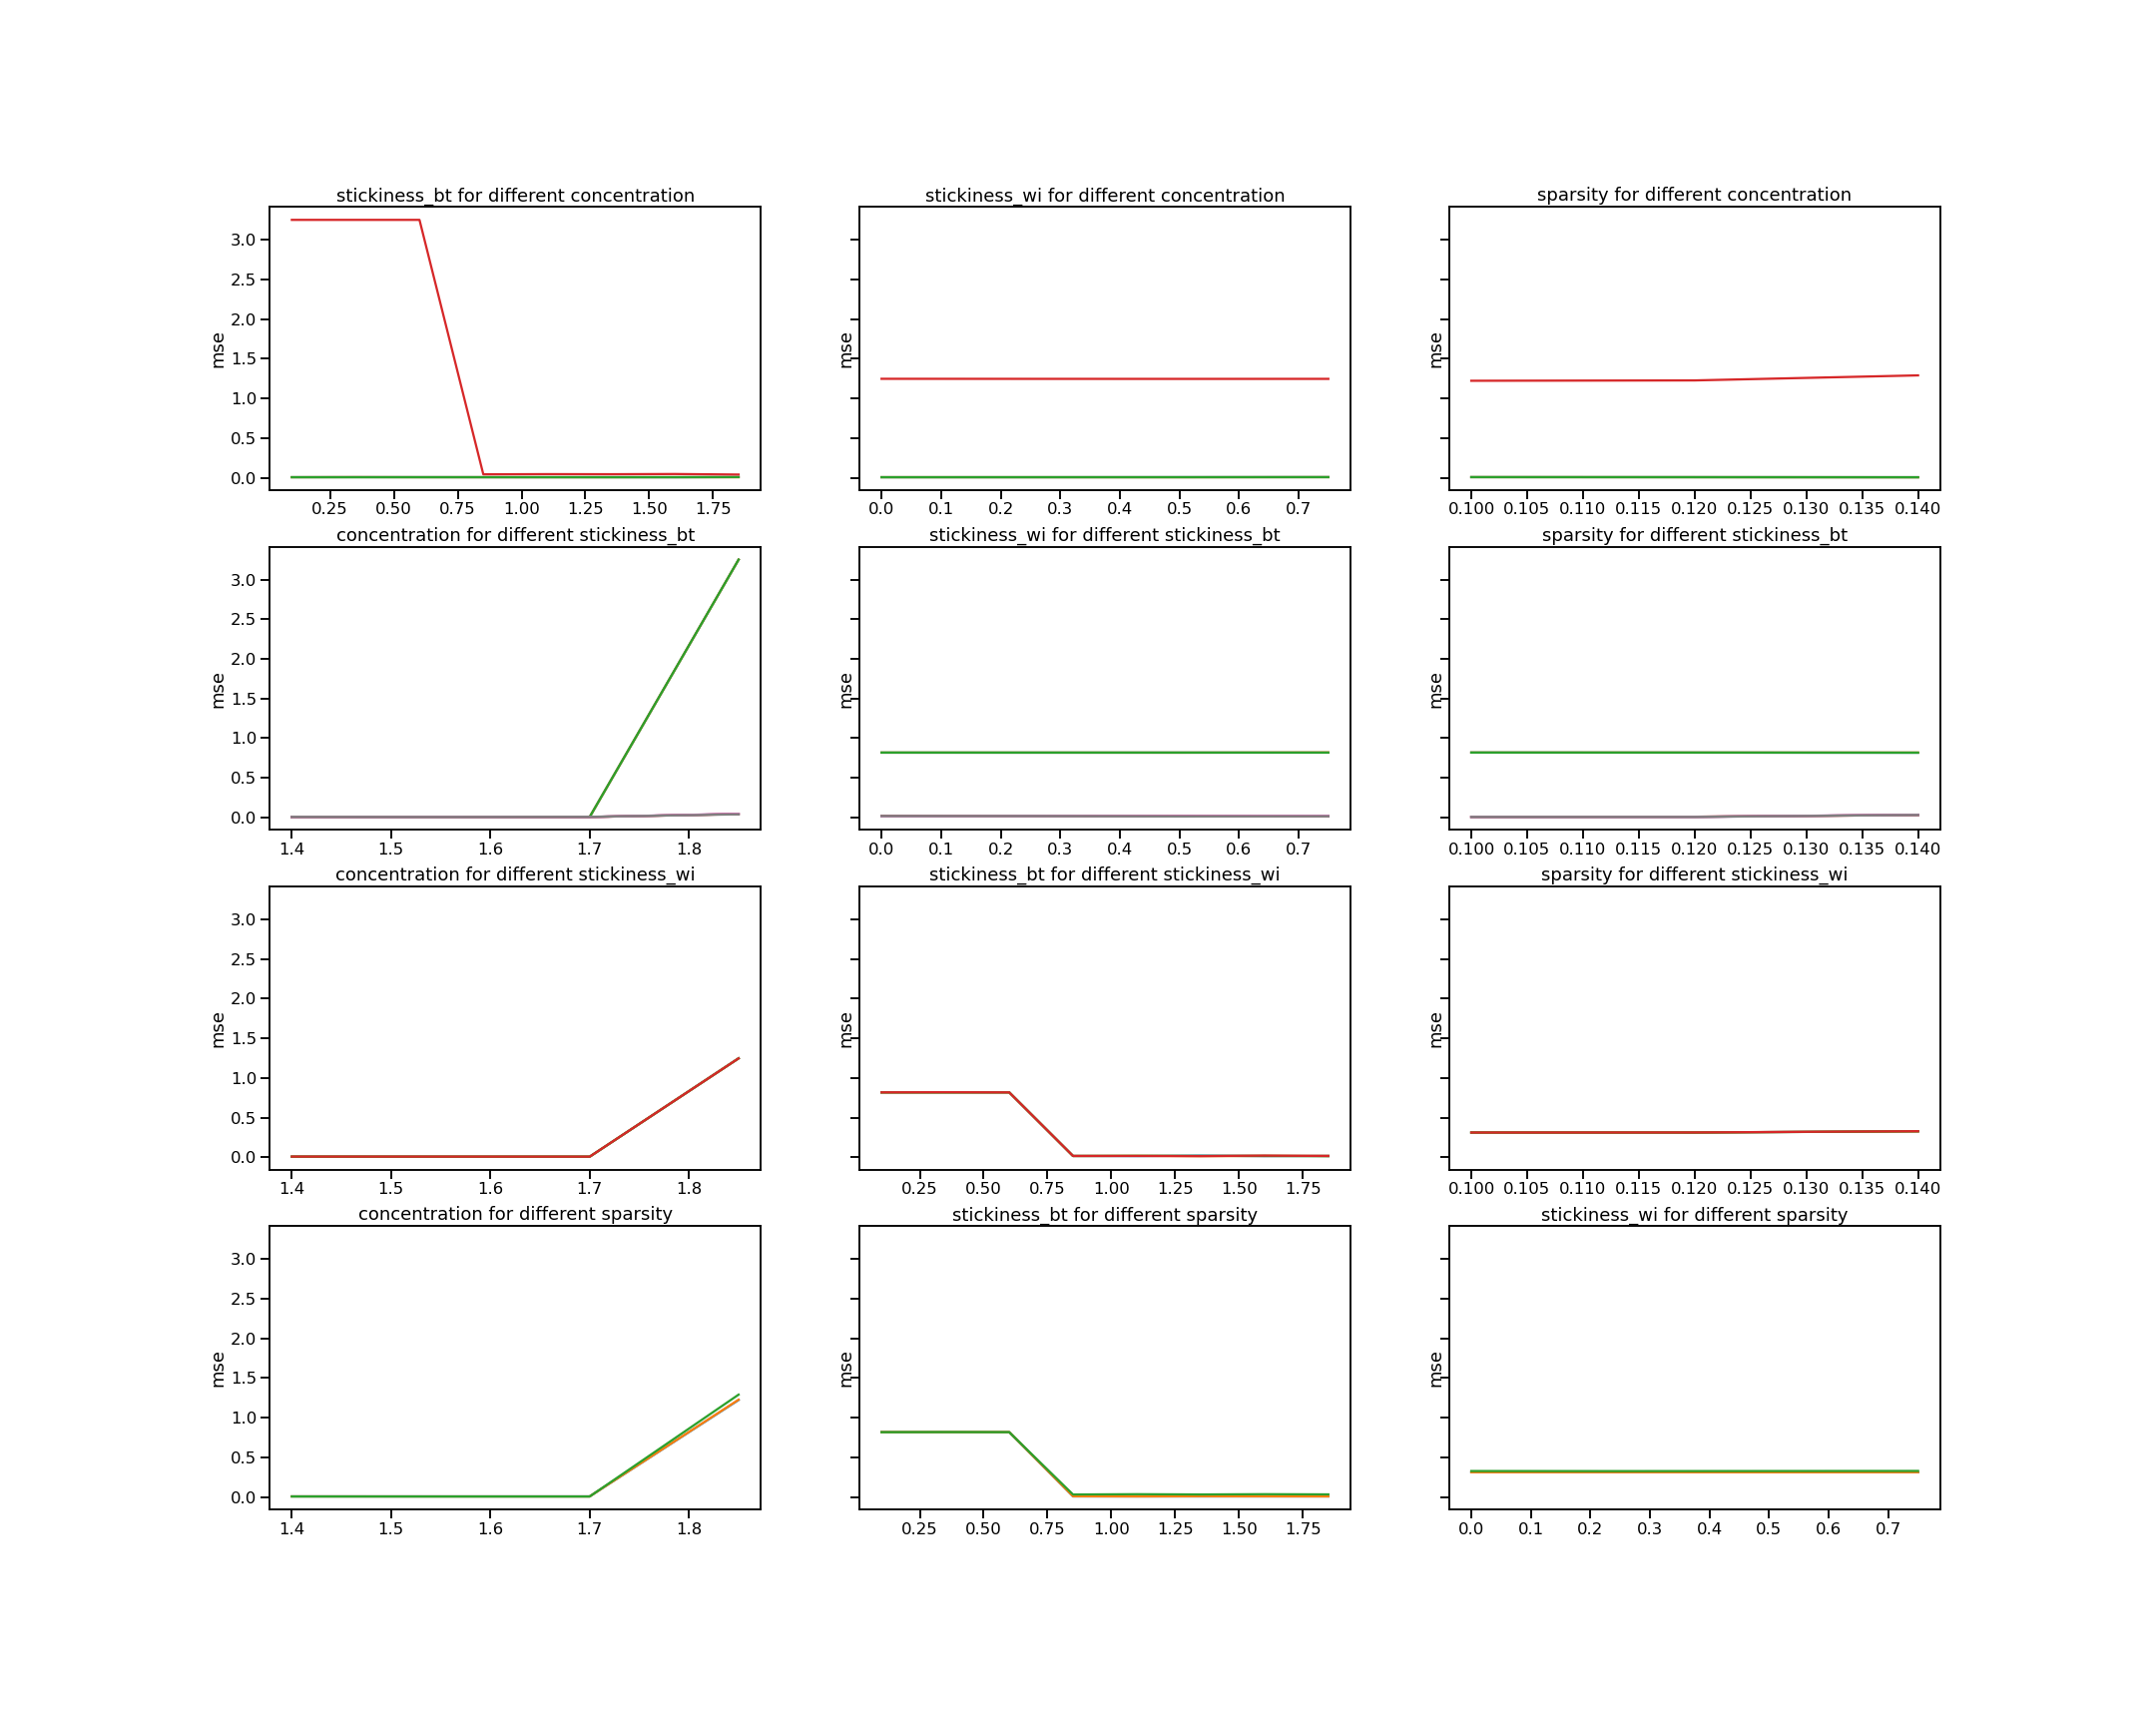 stickiness_bt for different concentration
stickiness_wi for different concentration
sparsity for different concentration
mse
3.0
2.5
2.0
1.5
1.0
0.5
0.0
0.25 0.50 0.75 1.00 1.25 1.50 1.75
mse
0.0 0.1 0.2 0.3 0.4 0.5 0.6 0.7
mse
0.100 0.105 0.110 0.115 0.120 0.125 0.130 0.135 0.140
concentration for different stickiness_bt
stickiness_wi for different stickiness_bt
sparsity for different stickiness_bt
mse
3.0
2.5
2.0
1.5
1.0
0.5
0.0
1.4 1.5 1.6 1.7 1.8
mse
0.0 0.1 0.2 0.3 0.4 0.5 0.6 0.7
mse
0.100 0.105 0.110 0.115 0.120 0.125 0.130 0.135 0.140
concentration for different stickiness_wi
stickiness_bt for different stickiness_wi
sparsity for different stickiness_wi
mse
3.0
2.5
2.0
1.5
1.0
0.5
0.0
1.4 1.5 1.6 1.7 1.8
mse
0.25 0.50 0.75 1.00 1.25 1.50 1.75
mse
0.100 0.105 0.110 0.115 0.120 0.125 0.130 0.135 0.140
concentration for different sparsity
stickiness_bt for different sparsity
stickiness_wi for different sparsity
mse
3.0
2.5
2.0
1.5
1.0
0.5
0.0
1.4 1.5 1.6 1.7 1.8
mse
0.25 0.50 0.75 1.00 1.25 1.50 1.75
mse
0.0 0.1 0.2 0.3 0.4 0.5 0.6 0.7